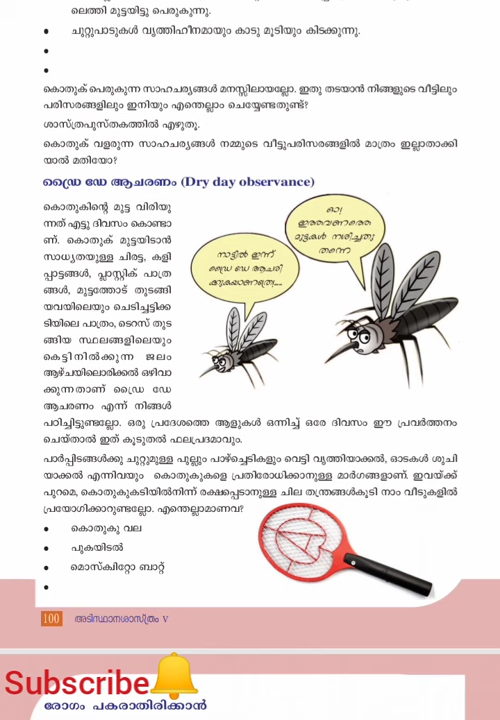 ലെത്തി മുട്ടയിട്ടു പെരുകുന്നു.
• ചുറ്റുപാടുകൾ വൃത്തിഹീനമായും കാടു മൂടിയും കിടക്കുന്നു.
•
•
കൊതുക് പെരുകുന്ന സാഹചര്യങ്ങൾ മനസ്സിലായല്ലോ. ഇതു തടയാൻ നിങ്ങളുടെ വീട്ടിലും
പരിസരങ്ങളിലും ഇനിയും എന്തെല്ലാം ചെയ്യേണ്ടതുണ്ട്?
ശാസ്ത്രപുസ്തകത്തിൽ എഴുതൂ.
കൊതുക് വളരുന്ന സാഹചര്യങ്ങൾ നമ്മുടെ വീട്ടുപരിസരങ്ങളിൽ മാത്രം ഇല്ലാതാക്കി
യാൽ മതിയോ?
ഡ്രൈ ഡേ ആചരണം (Dry day observance)
കൊതുകിന്റെ മുട്ട വിരിയു
ന്നത് എട്ടു ദിവസം കൊണ്ടാ
ണ്. കൊതുക് മുട്ടയിടാൻ
സാധ്യതയുള്ള ചിരട്ട, കളി
പ്പാട്ടങ്ങൾ, പ്ലാസ്റ്റിക് പാത്ര
ങ്ങൾ, മുട്ടത്തോട് തുടങ്ങി
യവയിലെയും ചെടിച്ചട്ടിക്ക
ടിയിലെ പാത്രം, ടെറസ് തുട
ങ്ങിയ സ്ഥലങ്ങളിലെയും
കെട്ടിനിൽക്കുന്ന ജലം
ആഴ്ചയിലൊരിക്കൽ ഒഴിവാ
ക്കുന്നതാണ് ഡ്രൈ ഡേ
ആചരണം എന്ന് നിങ്ങൾ
നാട്ടിൽ ഇന്ന്
ഡ്രൈ ഡേ ആചരി
ക്കുകയാണത്രേ....
ഓ!
ഇത്തവണത്തെ
മുട്ടകൾ നശിച്ചതു
തന്നെ
പഠിച്ചിട്ടുണ്ടല്ലോ. ഒരു പ്രദേശത്തെ ആളുകൾ ഒന്നിച്ച് ഒരേ ദിവസം ഈ പ്രവർത്തനം
ചെയ്താൽ ഇത് കൂടുതൽ ഫലപ്രദമാവും.
പാർപ്പിടങ്ങൾക്കു ചുറ്റുമുള്ള പുല്ലും പാഴ്ച്ചെടികളും വെട്ടി വൃത്തിയാക്കൽ, ഓടകൾ ശുചി
യാക്കൽ എന്നിവയും കൊതുകുകളെ പ്രതിരോധിക്കാനുള്ള മാർഗങ്ങളാണ്. ഇവയ്ക്ക്
പുറമെ, കൊതുകുകടിയിൽനിന്ന് രക്ഷപ്പെടാനുള്ള ചില തന്ത്രങ്ങൾകൂടി നാം വീടുകളിൽ
പ്രയോഗിക്കാറുണ്ടല്ലോ. എന്തെല്ലാമാണവ?
• കൊതുകു വല
• പുകയിടൽ
• മൊസ്ക്വിറ്റോ ബാറ്റ്
•
100 അടിസ്ഥാനശാസ്ത്രം V
Subscribe
രോഗം പകരാതിരിക്കാൻ